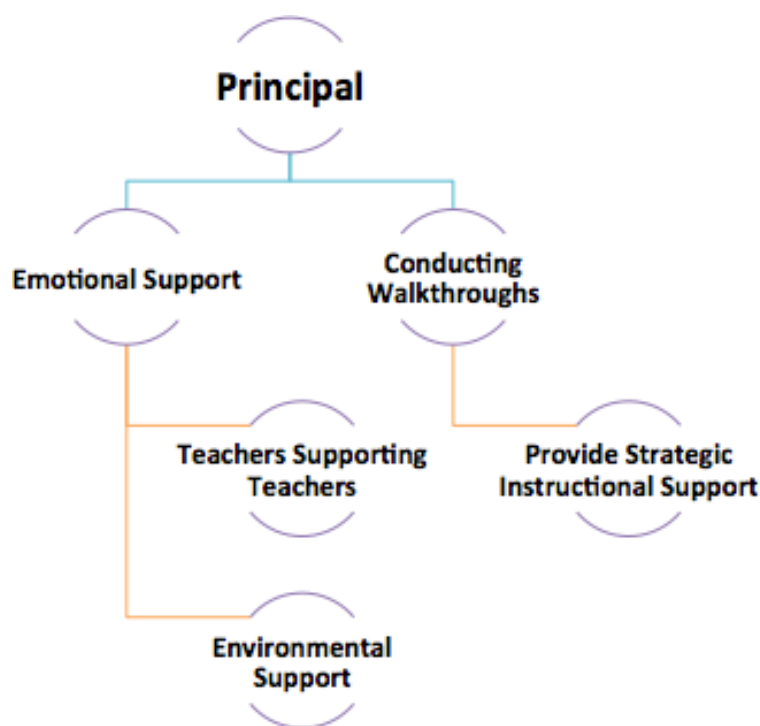 Principal
Emotional Support
Conducting
Walkthroughs
Teachers Supporting
Teachers
Provide Strategic
Instructional Support
Environmental
Support